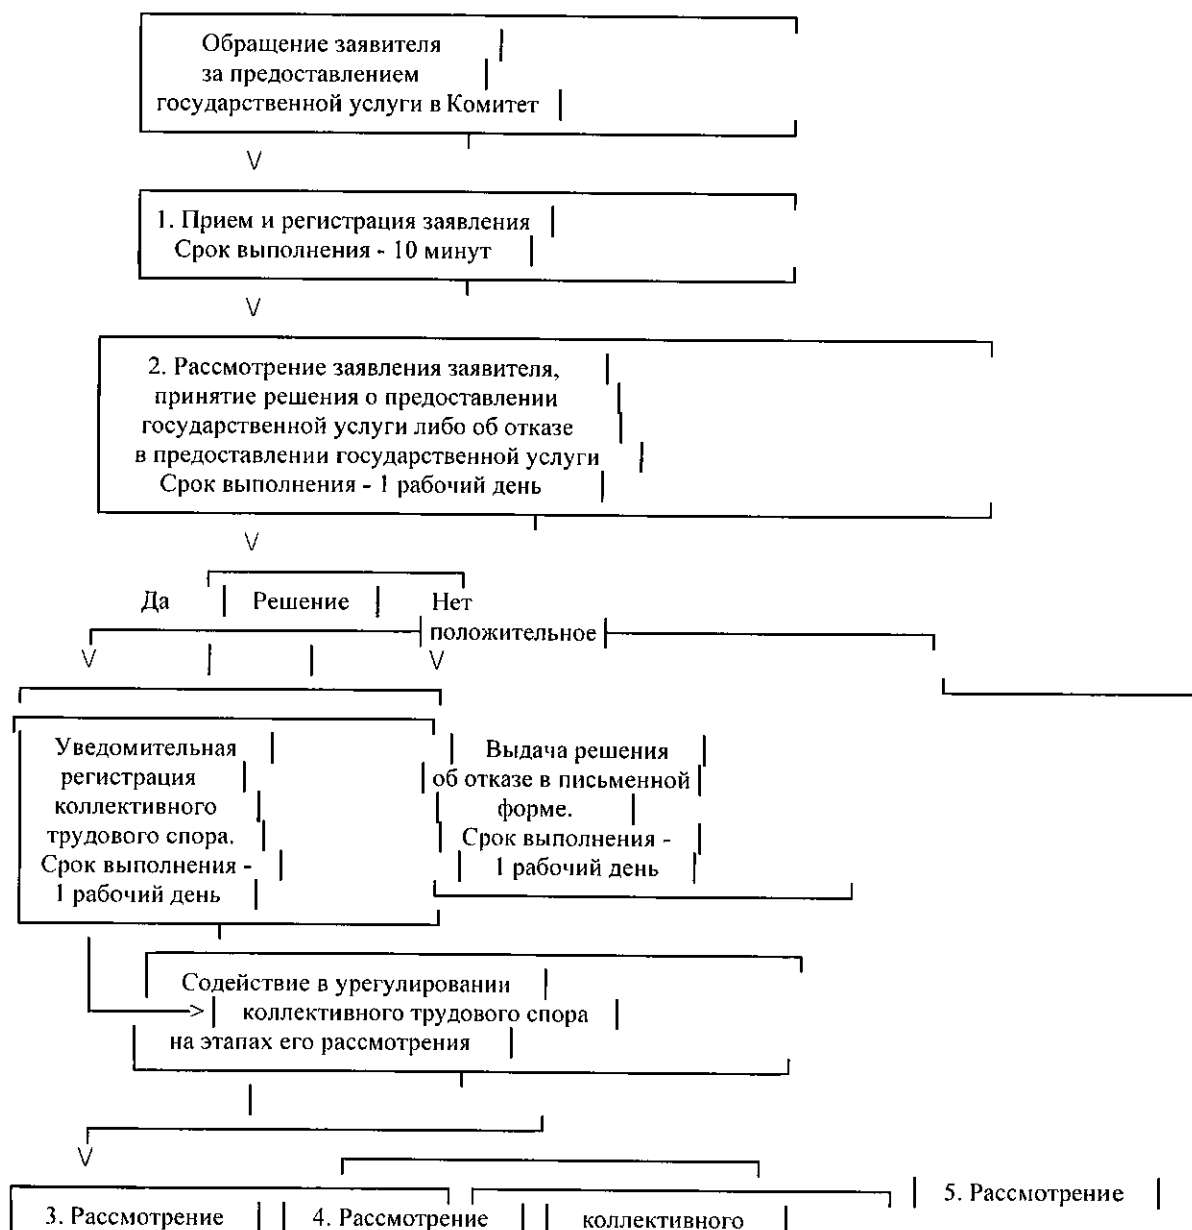 Обращение заявителя
за предоставлением
государственной услуги в Комитет
V
1. Прием и регистрация заявления
Срок выполнения - 10 минут
V
2. Рассмотрение заявления заявителя,
принятие решения о предоставлении
государственной услуги либо об отказе
в предоставлении государственной услуги
Срок выполнения - 1 рабочий день
V
Да Решение Нет
положительное
V V
Уведомительная
регистрация
коллективного
трудового спора.
Срок выполнения -
1 рабочий день
Выдача решения
об отказе в письменной
форме.
Срок выполнения -
1 рабочий день
Содействие в урегулировании
> коллективного трудового спора
на этапах его рассмотрения
V
3. Рассмотрение
4. Рассмотрение
коллективного
5. Рассмотрение